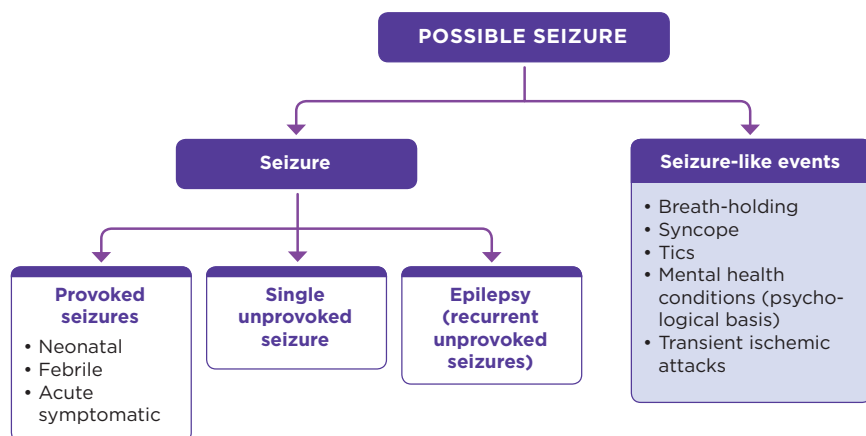 POSSIBLE SEIZURE
Seizure
Seizure-like events
• Breath-holding
• Syncope
• Tics
• Mental health
conditions (psycho-
logical basis)
• Transient ischemic
attacks
Provoked
seizures
• Neonatal
• Febrile
• Acute
symptomatic
Single
unprovoked
seizure
Epilepsy
(recurrent
unprovoked
seizures)